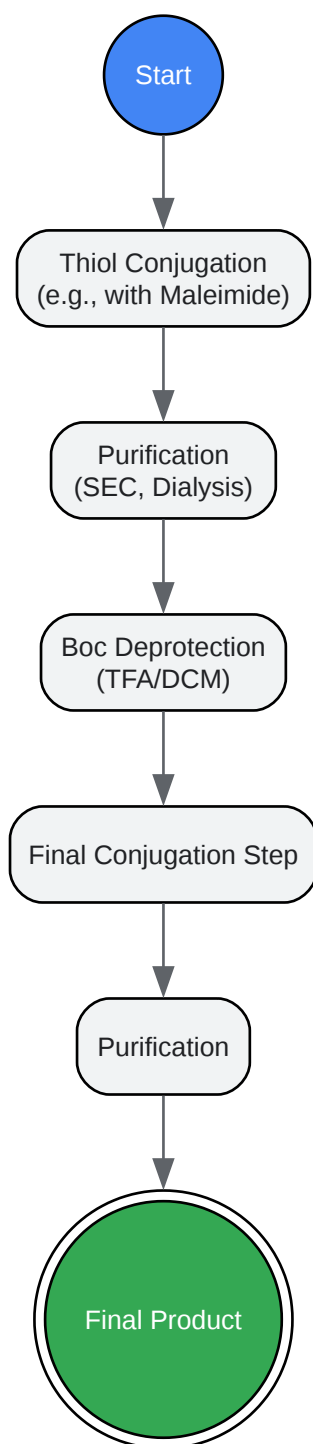 Start
Thiol Conjugation
(e.g., with Maleimide)
Purification
(SEC, Dialysis)
Boc Deprotection
(TFA/DCM)
Final Conjugation Step
Purification
Final Product